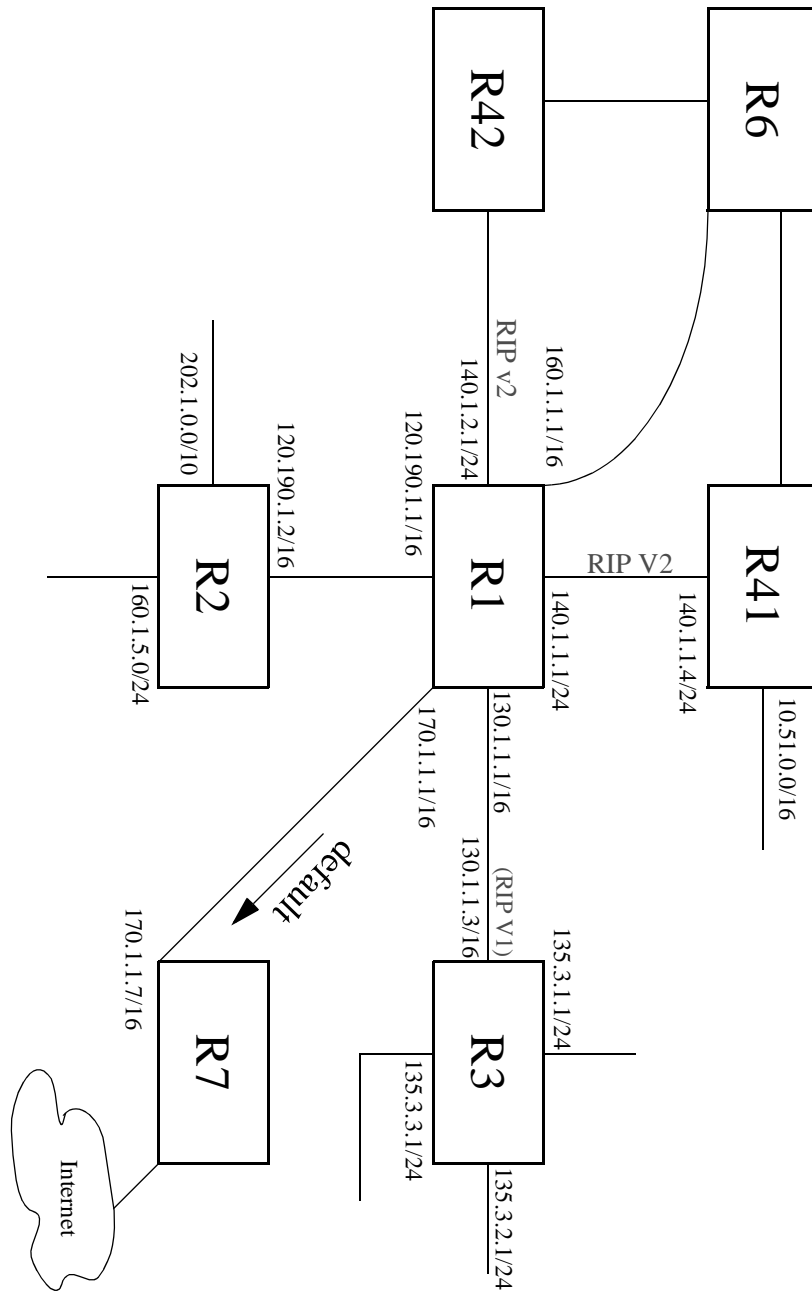 R6
R42
160.1.1.1/16
RIP v2
140.1.2.1/24
120.190.1.1/16
120.190.1.2/16
202.1.0.0/10
R41
RIP V2
R1
R2
140.1.1.4/24
140.1.1.1/24
160.1.5.0/24
10.51.0.0/16
130.1.1.1/16
170.1.1.1/16
default
(RIP V1)
130.1.1.3/16
170.1.1.7/16
135.3.1.1/24
R3
R7
135.3.3.1/24
135.3.2.1/24
Internet